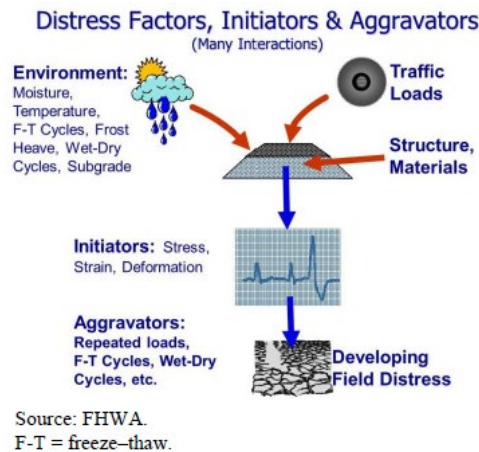 Distress Factors, Initiators & Aggravators
(Many Interactions)
Environment:
Moisture,
Temperature,
F-T Cycles, Frost
Heave, Wet-Dry
Cycles, Subgrade
Traffic
Loads
Structure,
Materials
Initiators: Stress,
Strain, Deformation
Aggravators:
Repeated loads,
F-T Cycles, Wet-Dry
Cycles, etc.
Developing
Field Distress
Source: FHWA.
F-T = freeze–thaw.